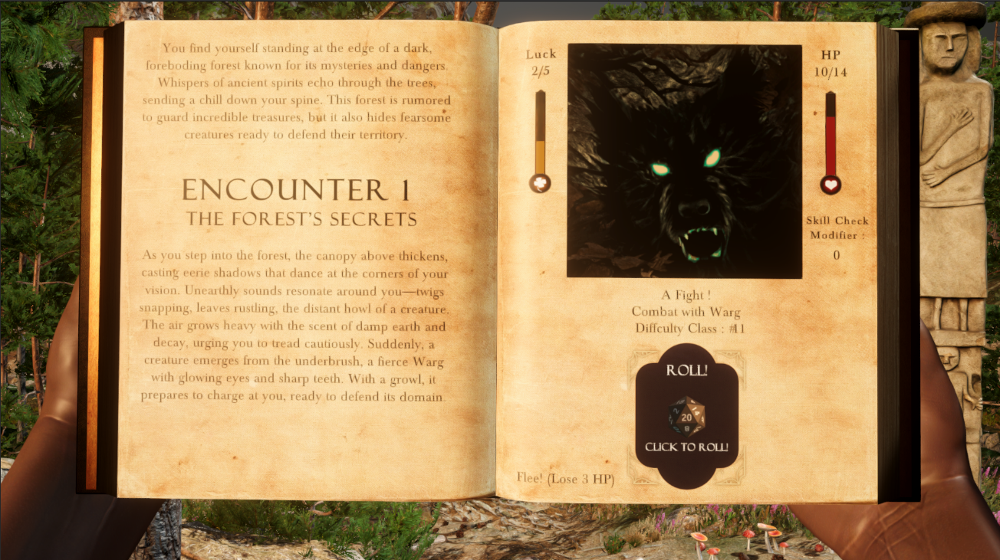 You find yourself standing at the edge of a dark,
foreboding forest known for its mysteries and dangers.
Whispers of ancient spirits echo through the trees,
sending a chill down your spine. This forest is rumored
to guard incredible treasures, but it also hides fearsome
creatures ready to defend their territory.
ENCOUNTER 1
THE FOREST'S SECRETS
As you step into the forest, the canopy above thickens,
casting eerie shadows that dance at the corners of your
vision. Unearthly sounds resonate around you—twigs
snapping, leaves rustling, the distant howl of a creature.
The air grows heavy with the scent of damp earth and
decay, urging you to tread cautiously. Suddenly, a
creature emerges from the underbrush, a fierce Warg
with glowing eyes and sharp teeth. With a growl, it
prepares to charge at you, ready to defend its domain.
Luck
2/5
HP
10/14
Skill Check
Modifier :
0
A Fight !
Combat with Warg
Diffculty Class : #11
ROLL!
20
CLICK TO ROLL!
Flee! (Lose 3 HP)